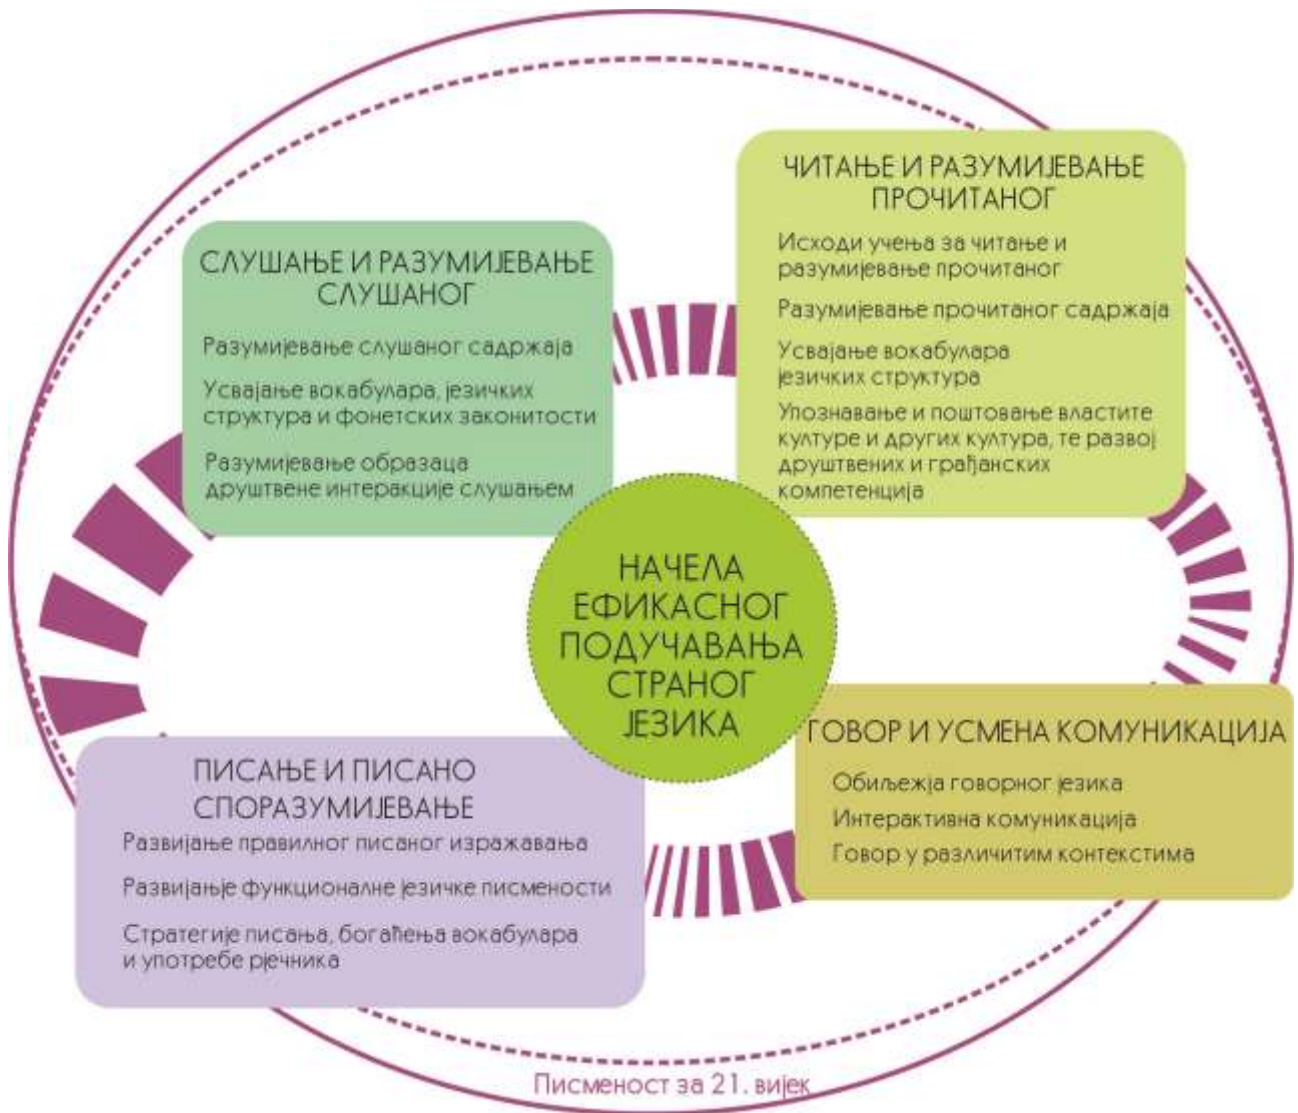 СЛУШАЊЕ И РАЗУМИЈЕВАЊЕ
СЛУШАНОГ
Разумијевање слушаног садржаја
Усвајање вокабулара, језичких
структура и фонетских законитости
Разумијевање образаца
друштвене интеракције слушањем
ЧИТАЊЕ И РАЗУМИЈЕВАЊЕ
ПРОЧИТАНОГ
Исходи учења за читање и
разумијевање прочитаног
Разумијевање прочитаног садржаја
Усвајање вокабулара
језичких структура
Упознавање и поштовање властите
културе и других култура, те развој
друштвених и грађанских
компетенција
НАЧЕЛА
ЕФИКАСНОГ
ПОДУЧАВАЊА
СТРАНОГ
ЈЕЗИКА
ПИСАЊЕ И ПИСАНО
СПОРАЗУМИЈЕВАЊЕ
Развијање правилног писаног изражавања
Развијањје функционалне језичке писмености
Стратегије писања, богаћења вокабулара
и употребе рјечника
ГОВОР И УСМЕНА КОМУНИКАЦИЈА
Обиљежја говорног језика
Интерактивна комуникација
Говор у различитим контекстима
Писменост за 21. вијек